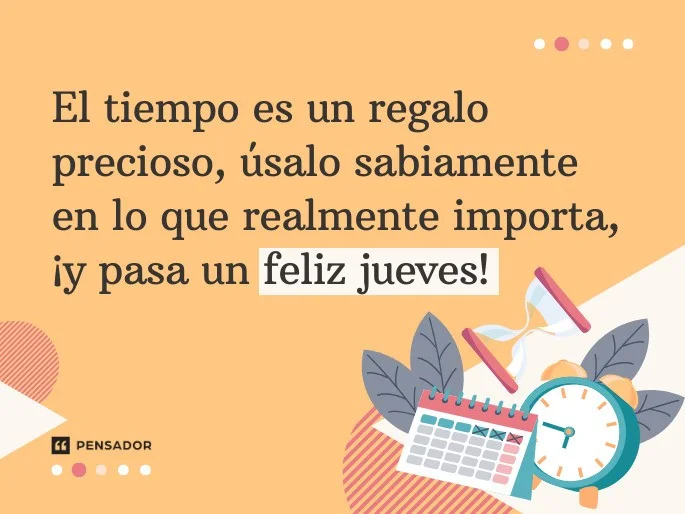 El tiempo es un regalo
precioso, úsalo sabiamente
en lo que realmente importa,
¡y pasa un feliz jueves!
PENSADOR